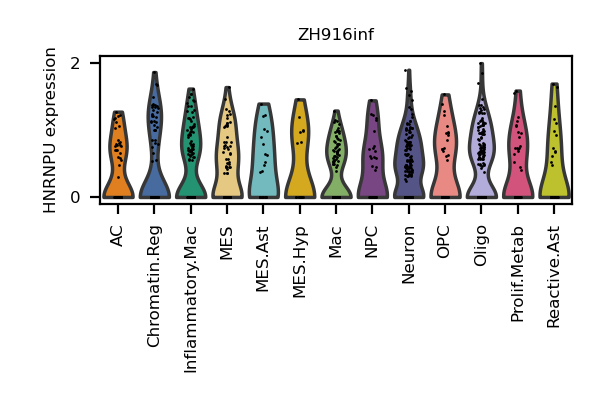 ZH916inf
HNRNPU expression
2
0
AC
Chromatin.Reg
Inflammatory.Mac
MES
MES.Ast
MES.Hyp
Mac
NPC
Neuron
OPC
Oligo
Prolif.Metab
Reactive.Ast